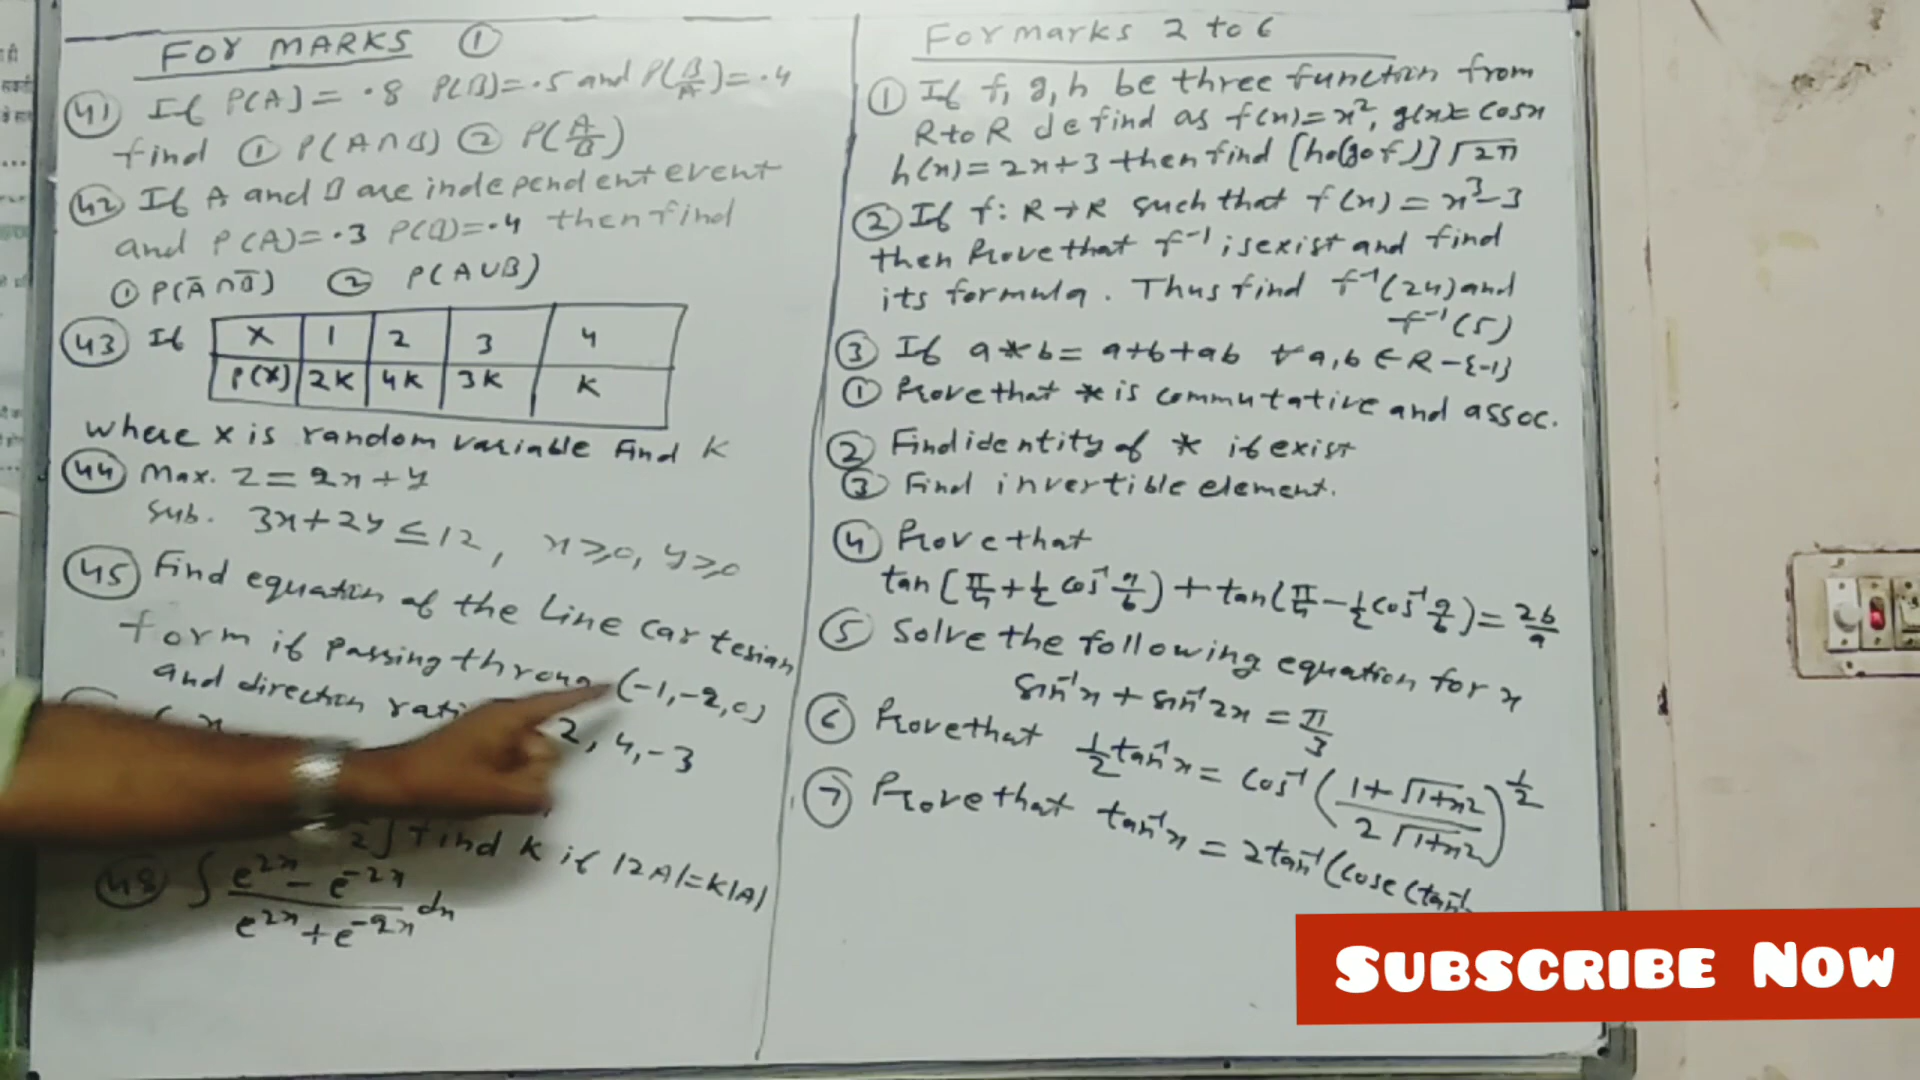 FOR MARKS ①
㊶ If P(A) = .8 P(B) = .5 and P(B/A) = .4
find ① P(A∩B) ② P(A/B)
㊷ If A and B are independent event
and P(A) = .3 P(B) = .4 then find
① P(A̅∩B̅) ② P(A∪B)
㊸ If
X 1 2 3 4
P(X) 2K 4K 3K K
where X is random variable find K
㊹ Max. Z = 2x + y
Sub. 3x + 2y ≤ 12, x ≥ 0, y ≥ 0
㊺ Find equation of the line cartesian
form if passing throug (-1, -2, 0)
and direction rati 2, 4, -3
find K if |2A| = K|A|
㊽ ∫ (e^2x - e^-2x)/(e^2x + e^-2x) dx
For marks 2 to 6
① If f, g, h be three function from
R to R defind as f(x) = x², g(x) = cosx
h(x) = 2x + 3 then find [ho(gof)] √2π
② If f: R→R such that f(x) = x³ - 3
then Prove that f⁻¹ is exist and find
its formula. Thus find f⁻¹(24) and
f⁻¹(5)
③ If a * b = a + b + ab ∀ a, b ∈ R - {-1}
① Prove that * is commutative and assoc.
② Find identity of * if exist
③ Find invertible element.
④ Prove that
tan(π/4 + ½ cos⁻¹ a/b) + tan(π/4 - ½ cos⁻¹ a/b) = 2b/a
⑤ Solve the following equation for x
sin⁻¹x + sin⁻¹2x = π/3
⑥ Prove that ½ tan⁻¹x = cos⁻¹((1 + √1+x²)/(2√1+x²))^½
⑦ Prove that tan⁻¹x = 2tan⁻¹(cosec(tan⁻¹
SUBSCRIBE NOW